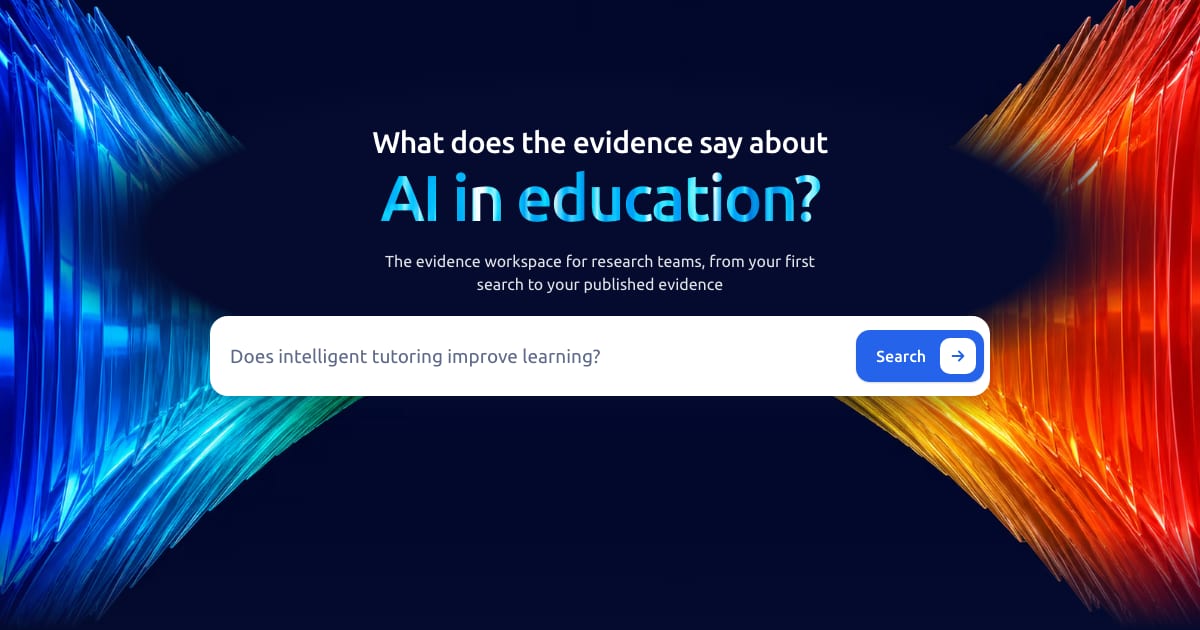 What does the evidence say about
AI in education?
The evidence workspace for research teams, from your first
search to your published evidence
Does intelligent tutoring improve learning?
Search